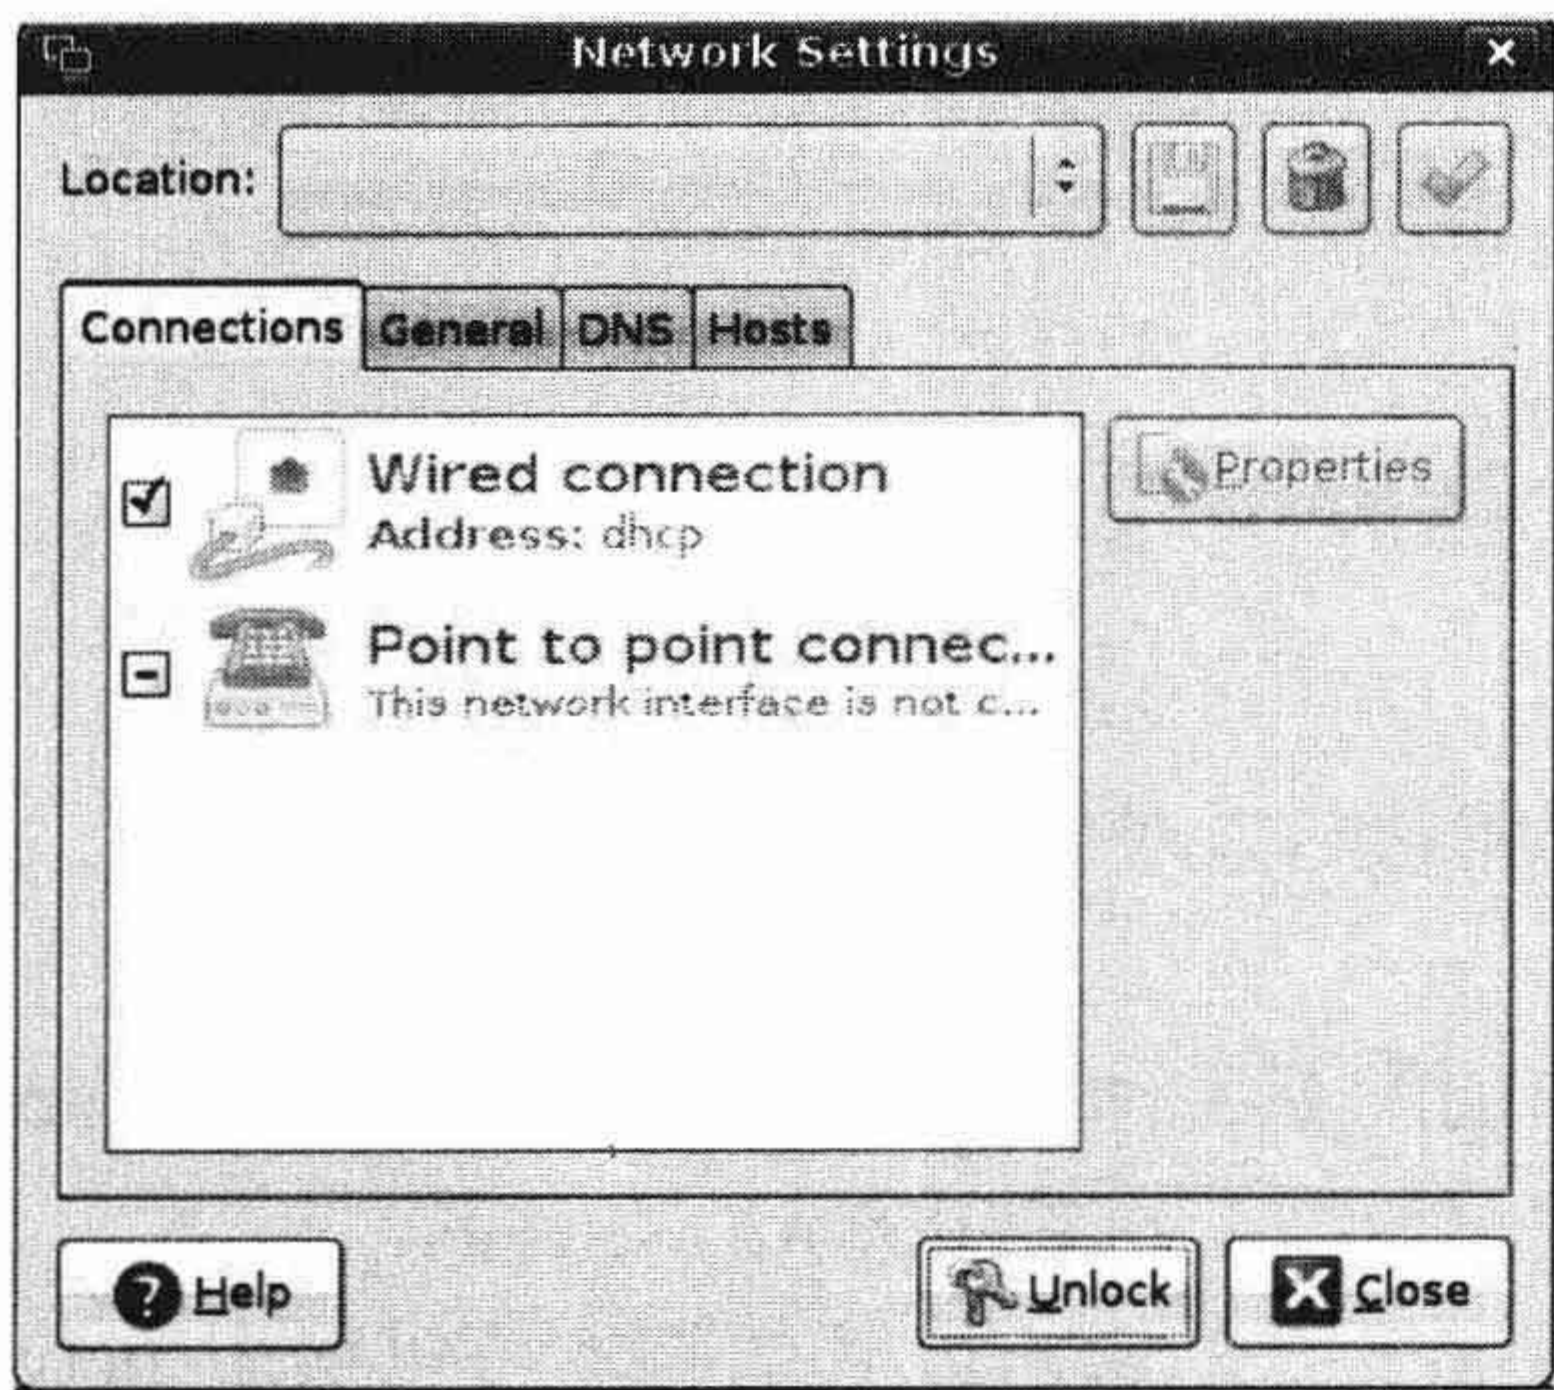 Network Settings
Location:
Connections General DNS Hosts
Wired connection
Address: dhcp
Properties
Point to point connec...
This network interface is not c...
Help
Unlock
Close